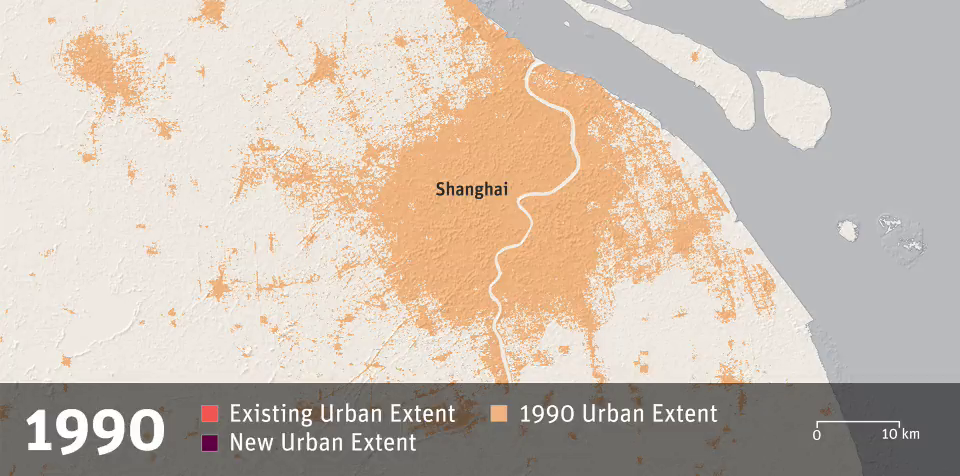 Shanghai
1990
Existing Urban Extent
1990 Urban Extent
New Urban Extent
0
10 km